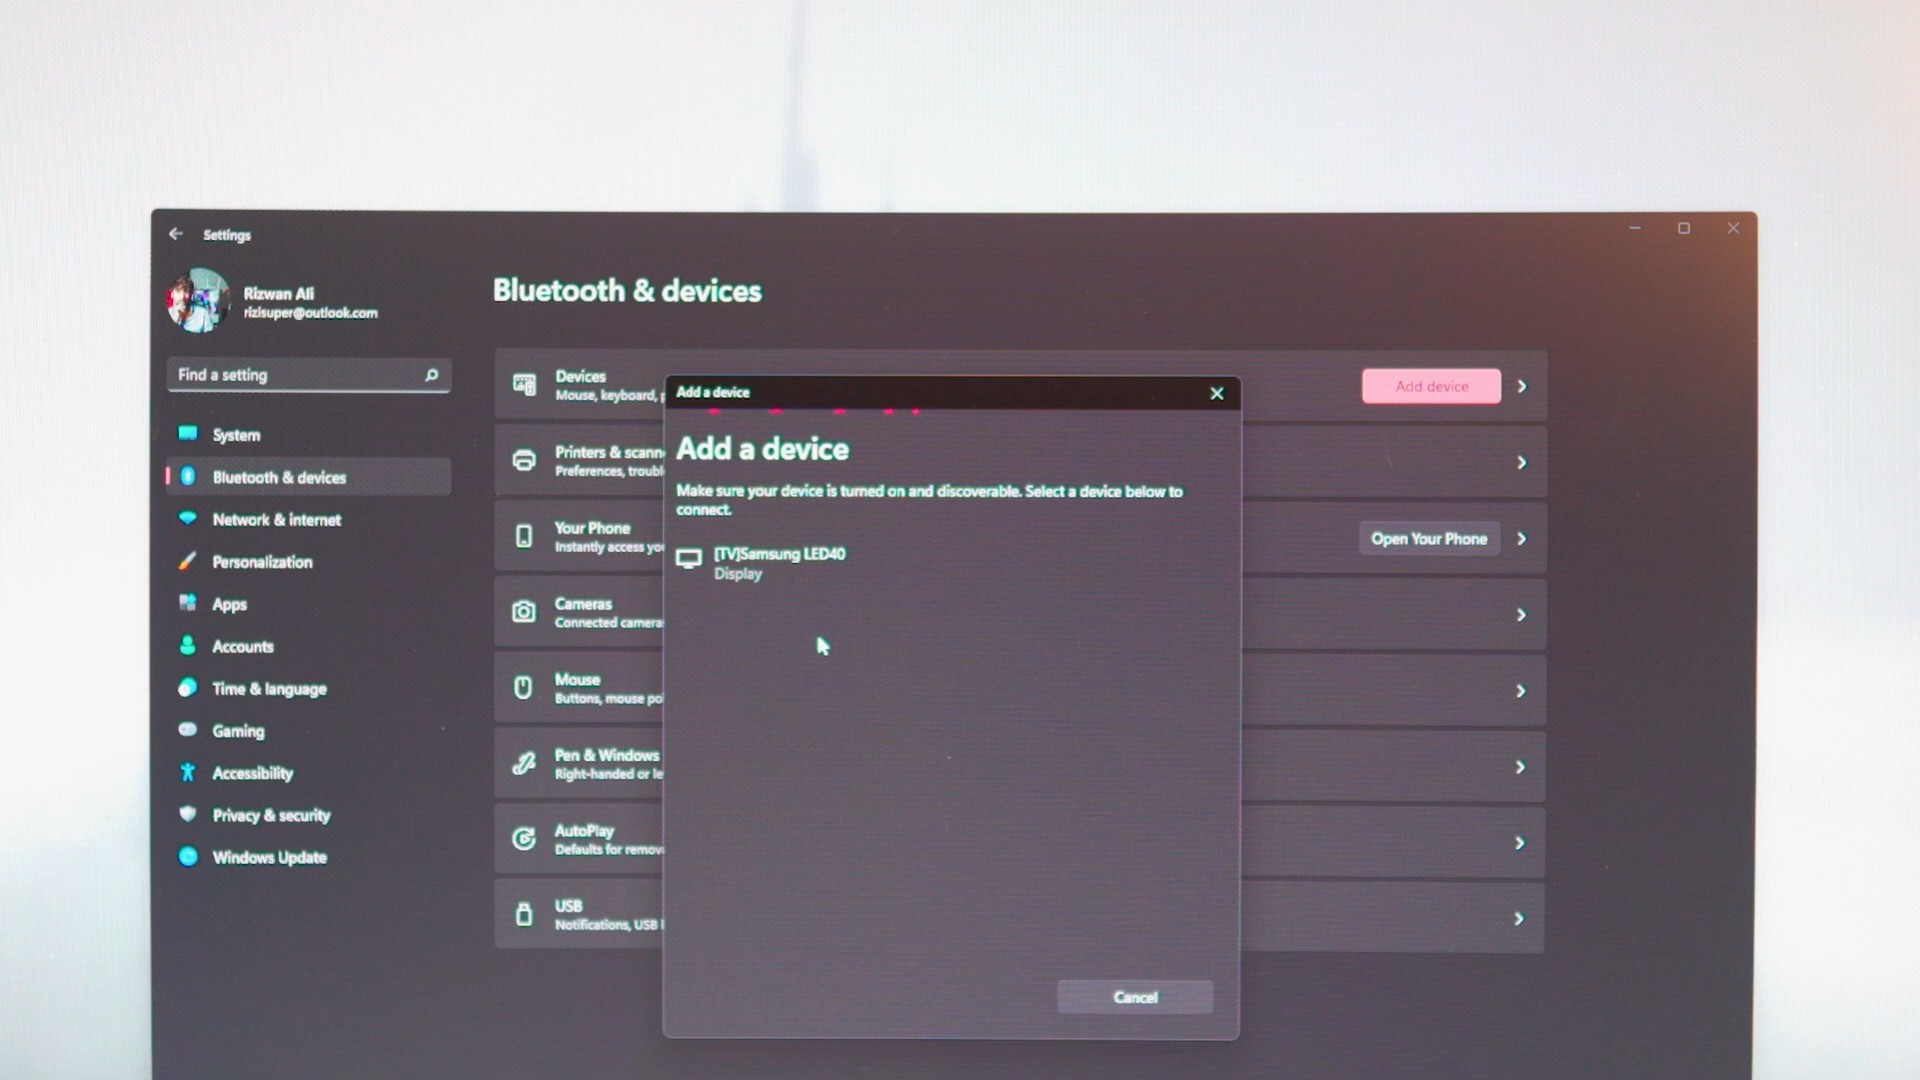 Settings
Rizwan Ali
rizisuper@outlook.com
Find a setting
System
Bluetooth & devices
Network & internet
Personalization
Apps
Accounts
Time & language
Gaming
Accessibility
Privacy & security
Windows Update
Bluetooth & devices
Devices
Mouse, keyboard,
Add device
Printers & scann
Preferences, troubl
Your Phone
Instantly access yo
Open Your Phone
Cameras
Connected camera
Mouse
Buttons, mouse po
Pen & Windows
Right-handed or le
AutoPlay
Defaults for remov
USB
Notifications, USB
Add a device
Add a device
Make sure your device is turned on and discoverable. Select a device below to
connect.
[TV]Samsung LED40
Display
Cancel